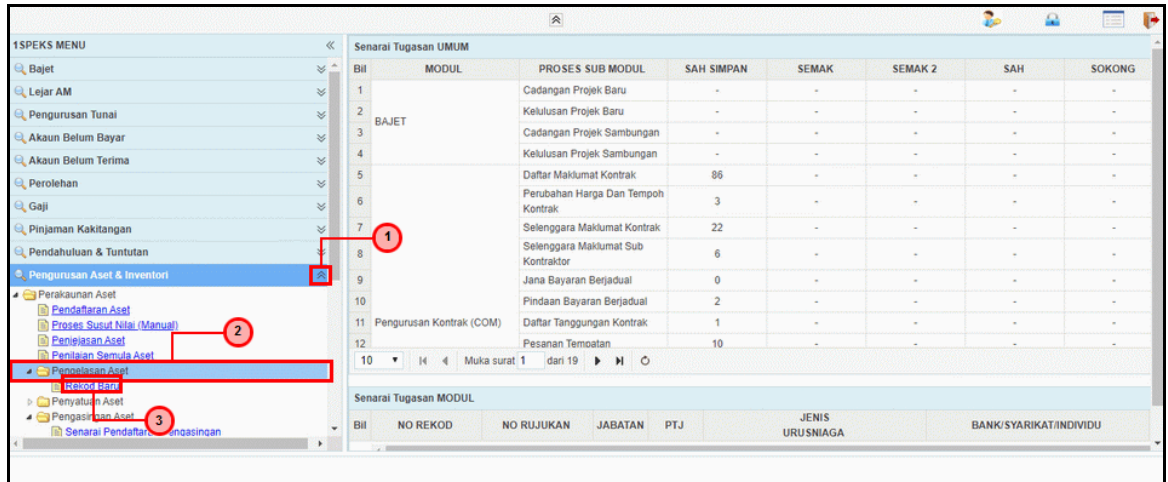 1SPEKS MENU
Bajet
Lejar AM
Pengurusan Tunai
Akaun Belum Bayar
Akaun Belum Terima
Perolehan
Gaji
Pinjaman Kakitangan
Pendahuluan & Tuntutan
Pengurusan Aset & Inventori
Perakaunan Aset
Pendaftaran Aset
Proses Susut Nilai (Manual)
Penjejasan Aset
Penilaian Semula Aset
Pengelasan Aset
Rekod Baru
Penyatuan Aset
Pengasingan Aset
Senarai Pendaftaran Pengasingan
1
2
3
Senarai Tugasan UMUM
Bil MODUL PROSES SUB MODUL SAH SIMPAN SEMAK SEMAK 2 SAH SOKONG
1 Cadangan Projek Baru - - - - -
2 Kelulusan Projek Baru - - - - -
BAJET
3 Cadangan Projek Sambungan - - - - -
4 Kelulusan Projek Sambungan - - - - -
5 Daftar Maklumat Kontrak 86 - - - -
6 Perubahan Harga Dan Tempoh
Kontrak 3 - - - -
7 Selenggara Maklumat Kontrak 22 - - - -
8 Selenggara Maklumat Sub
Kontraktor 6 - - - -
9 Jana Bayaran Berjadual 0 - - - -
10 Pindaan Bayaran Berjadual 2 - - - -
11 Pengurusan Kontrak (COM) Daftar Tanggungan Kontrak 1 - - - -
12 Pesanan Tempatan 10 - - - -
10 Muka surat 1 dari 19
Senarai Tugasan MODUL
Bil NO REKOD NO RUJUKAN JABATAN PTJ JENIS
URUSNIAGA BANK/SYARIKAT/INDIVIDU